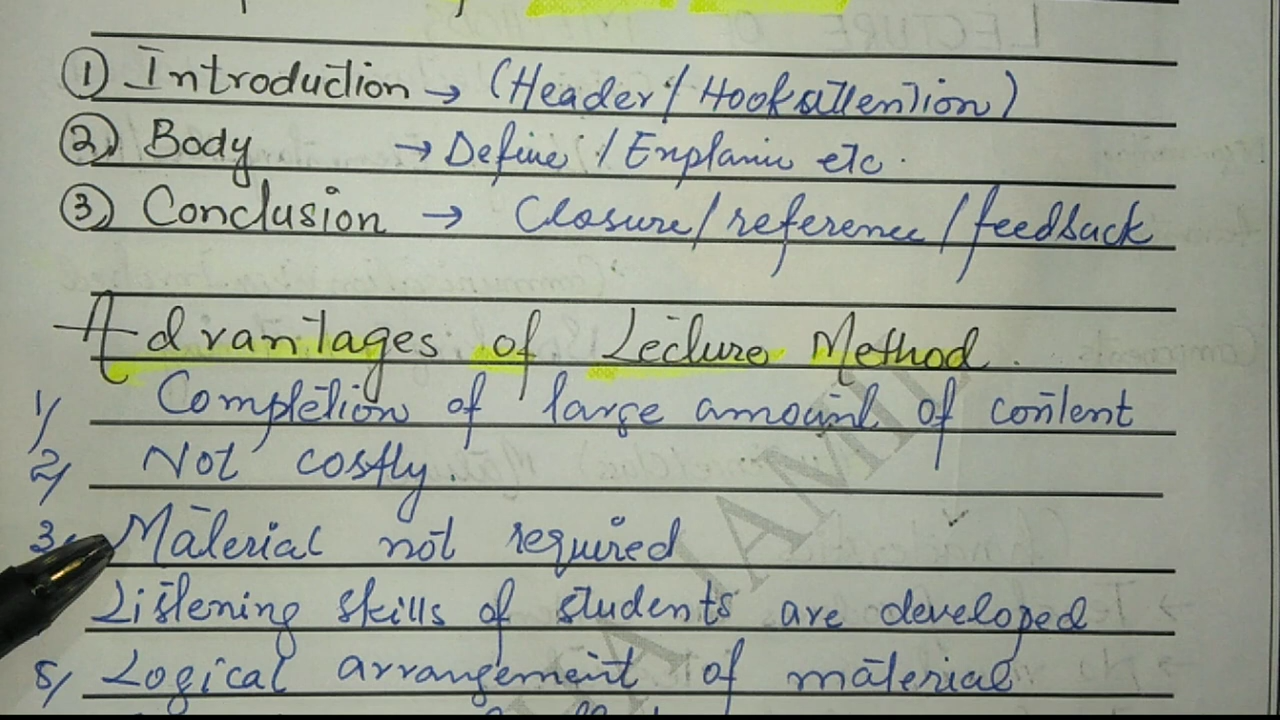 ① Introduction → (Header / Hook attention)
② Body → Define / Explain etc.
③ Conclusion → Closure / reference / feedback
Advantages of Lecture Method.
1/ Completion of large amount of content
2/ Not costly.
3/ Material not required
Listening skills of students are developed
5/ Logical arrangement of material
JAMIL